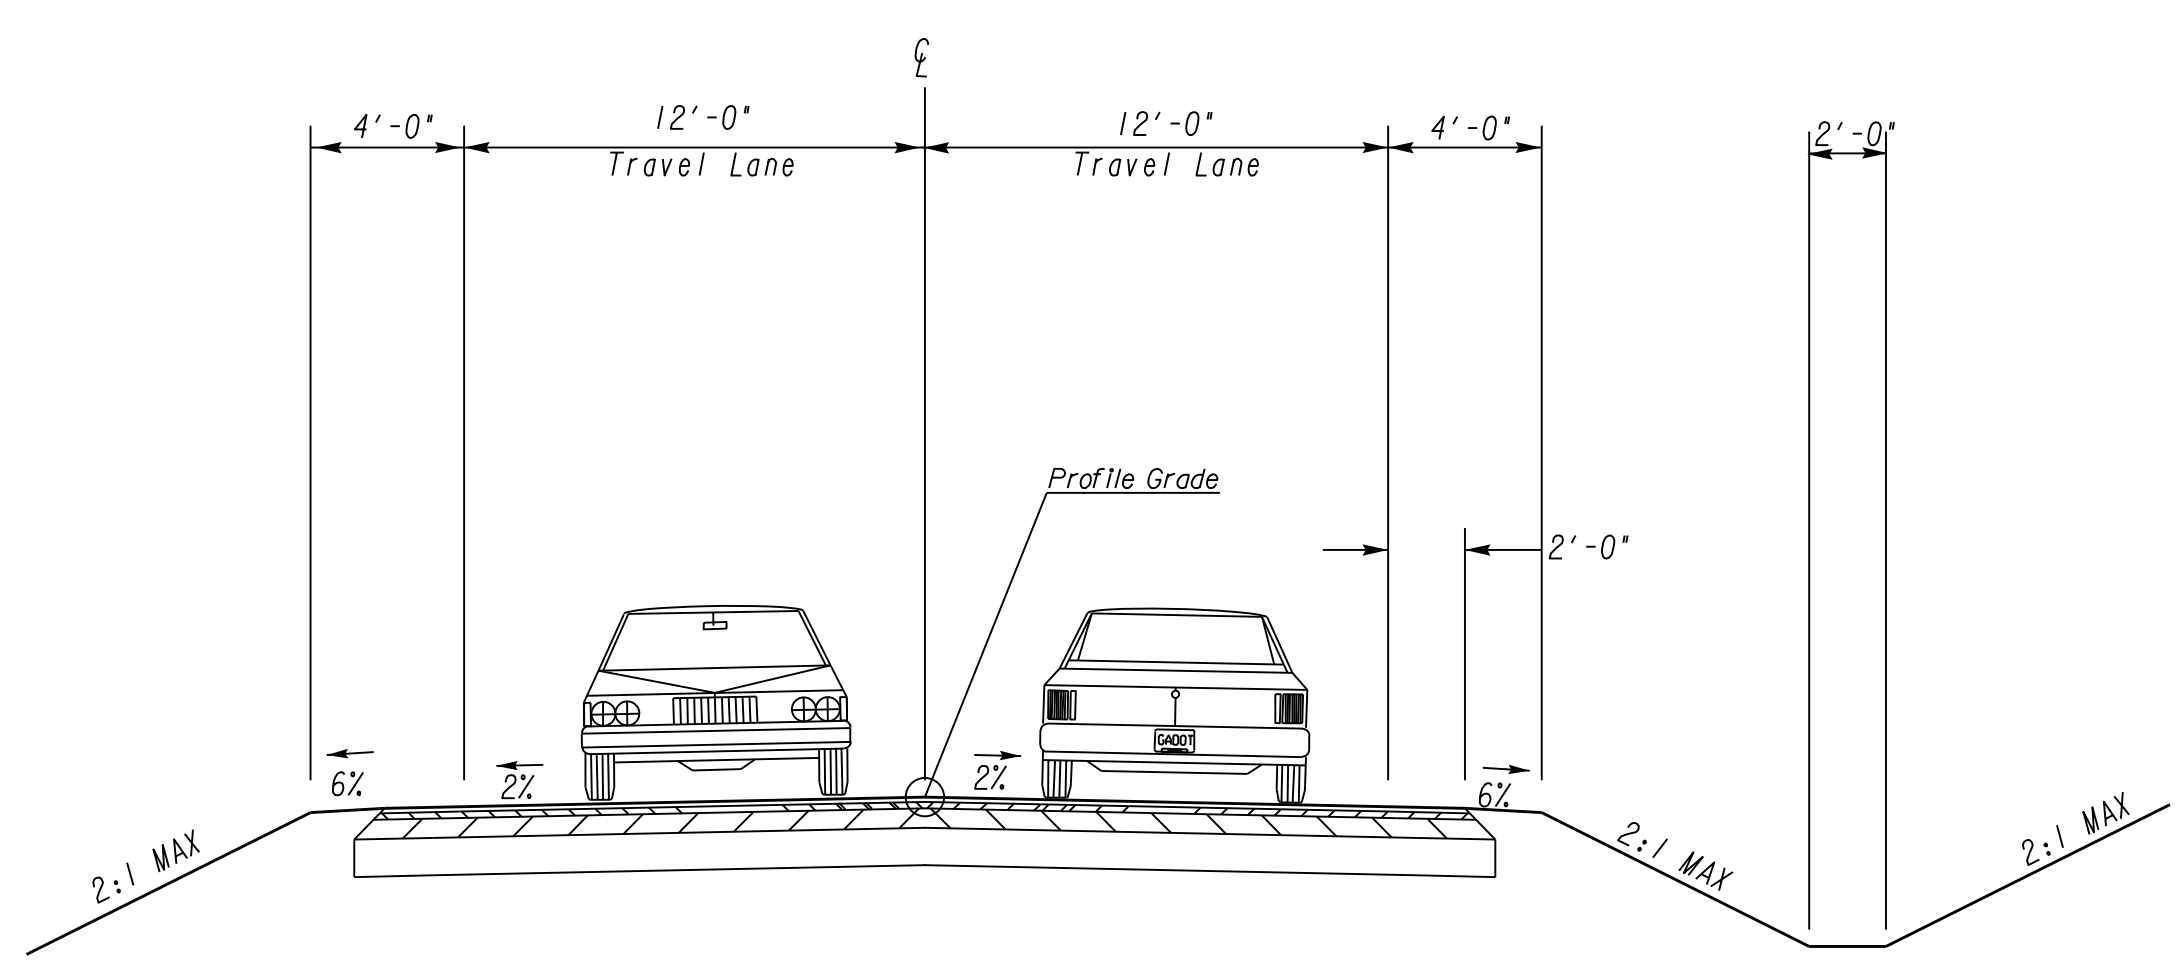 ℄
4'-0"
12'-0"
12'-0"
4'-0"
2'-0"
Travel Lane
Travel Lane
Profile Grade
2'-0"
GADOT
6%
2%
2%
6%
2:1 MAX
2:1 MAX
2:1 MAX